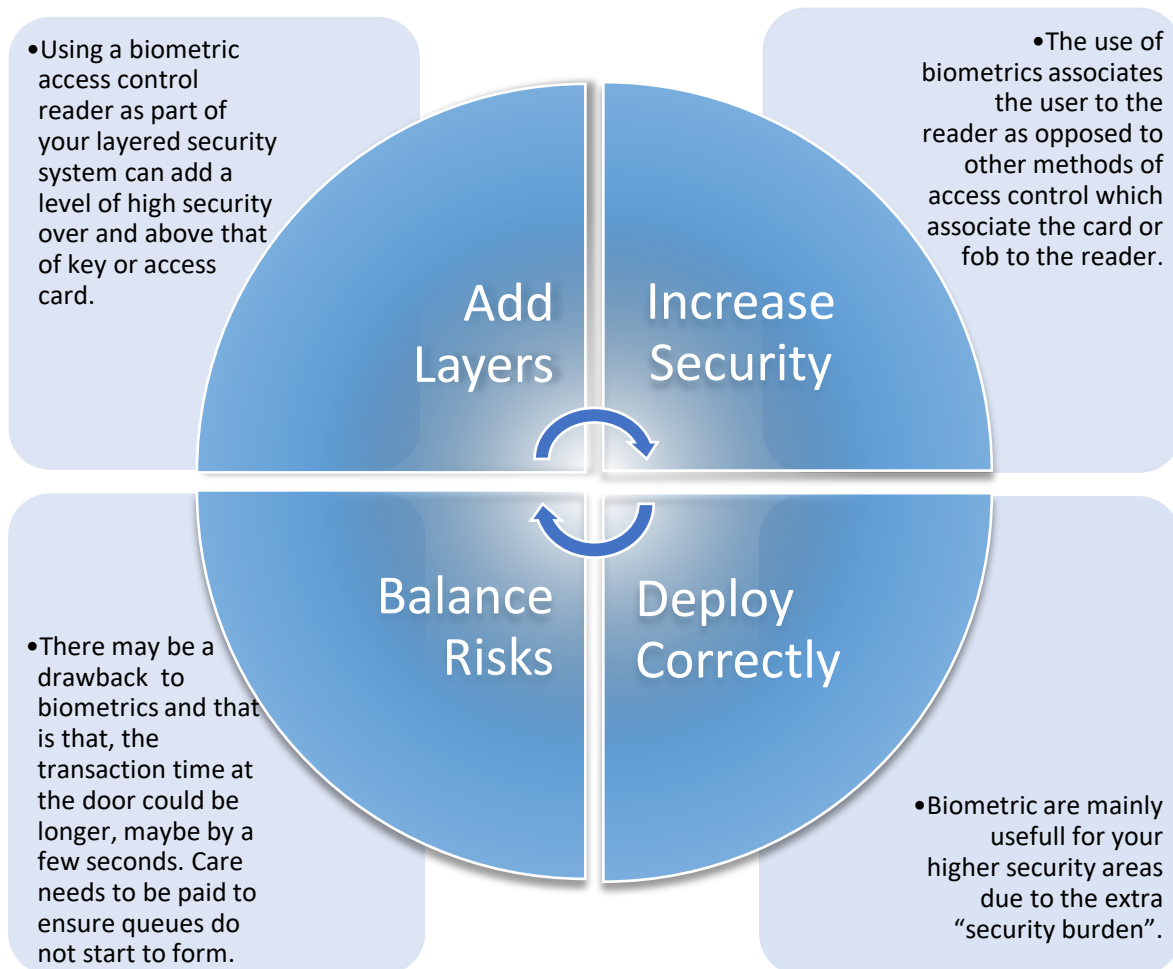 •Using a biometric
access control
reader as part of
your layered security
system can add a
level of high security
over and above that
of key or access
card.
•The use of
biometrics associates
the user to the
reader as opposed to
other methods of
access control which
associate the card or
fob to the reader.
Add
Layers
Increase
Security
Balance
Risks
Deploy
Correctly
•There may be a
drawback to
biometrics and that
is that, the
transaction time at
the door could be
longer, maybe by a
few seconds. Care
needs to be paid to
ensure queues do
not start to form.
•Biometric are mainly
usefull for your
higher security areas
due to the extra
“security burden”.